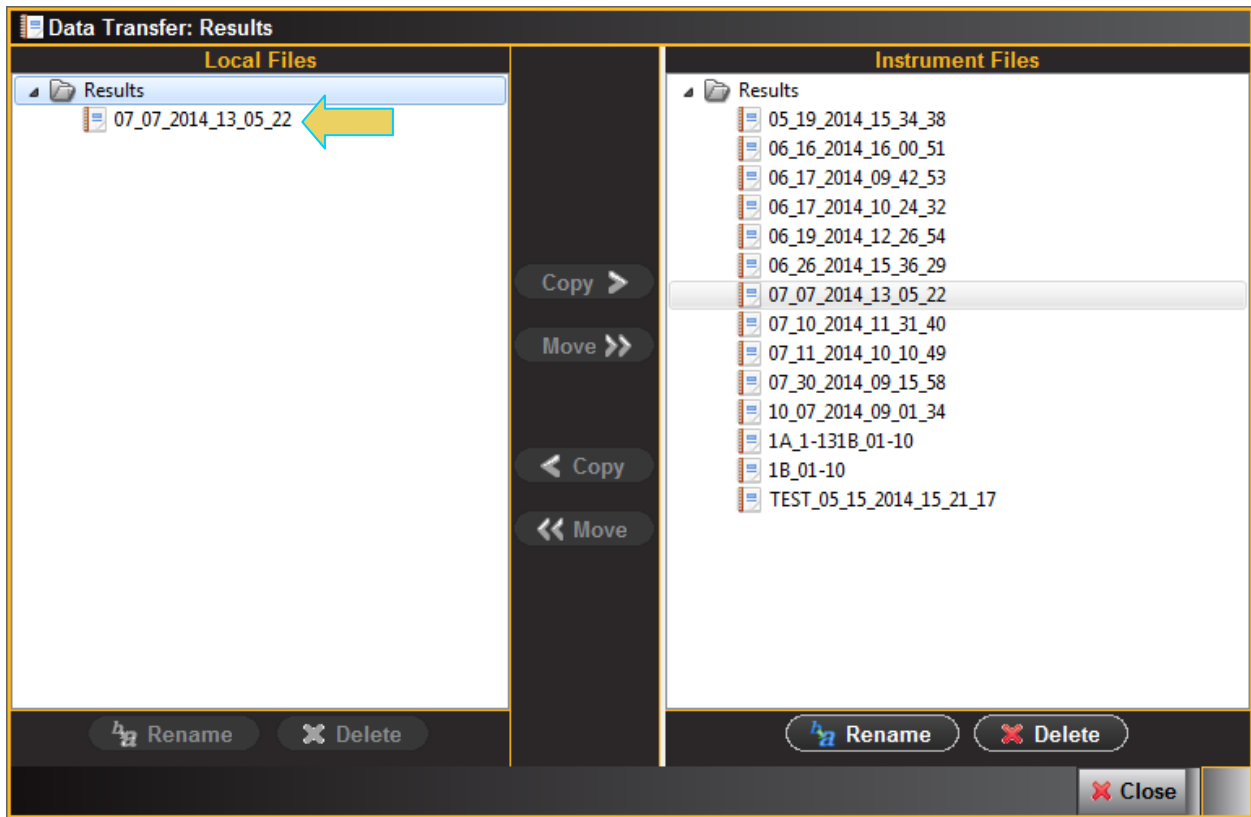 Data Transfer: Results
Local Files
Results
07_07_2014_13_05_22
Copy
Move
Copy
Move
Instrument Files
Results
05_19_2014_15_34_38
06_16_2014_16_00_51
06_17_2014_09_42_53
06_17_2014_10_24_32
06_19_2014_12_26_54
06_26_2014_15_36_29
07_07_2014_13_05_22
07_10_2014_11_31_40
07_11_2014_10_10_49
07_30_2014_09_15_58
10_07_2014_09_01_34
1A_1-131B_01-10
1B_01-10
TEST_05_15_2014_15_21_17
Rename Delete
Rename Delete
Close